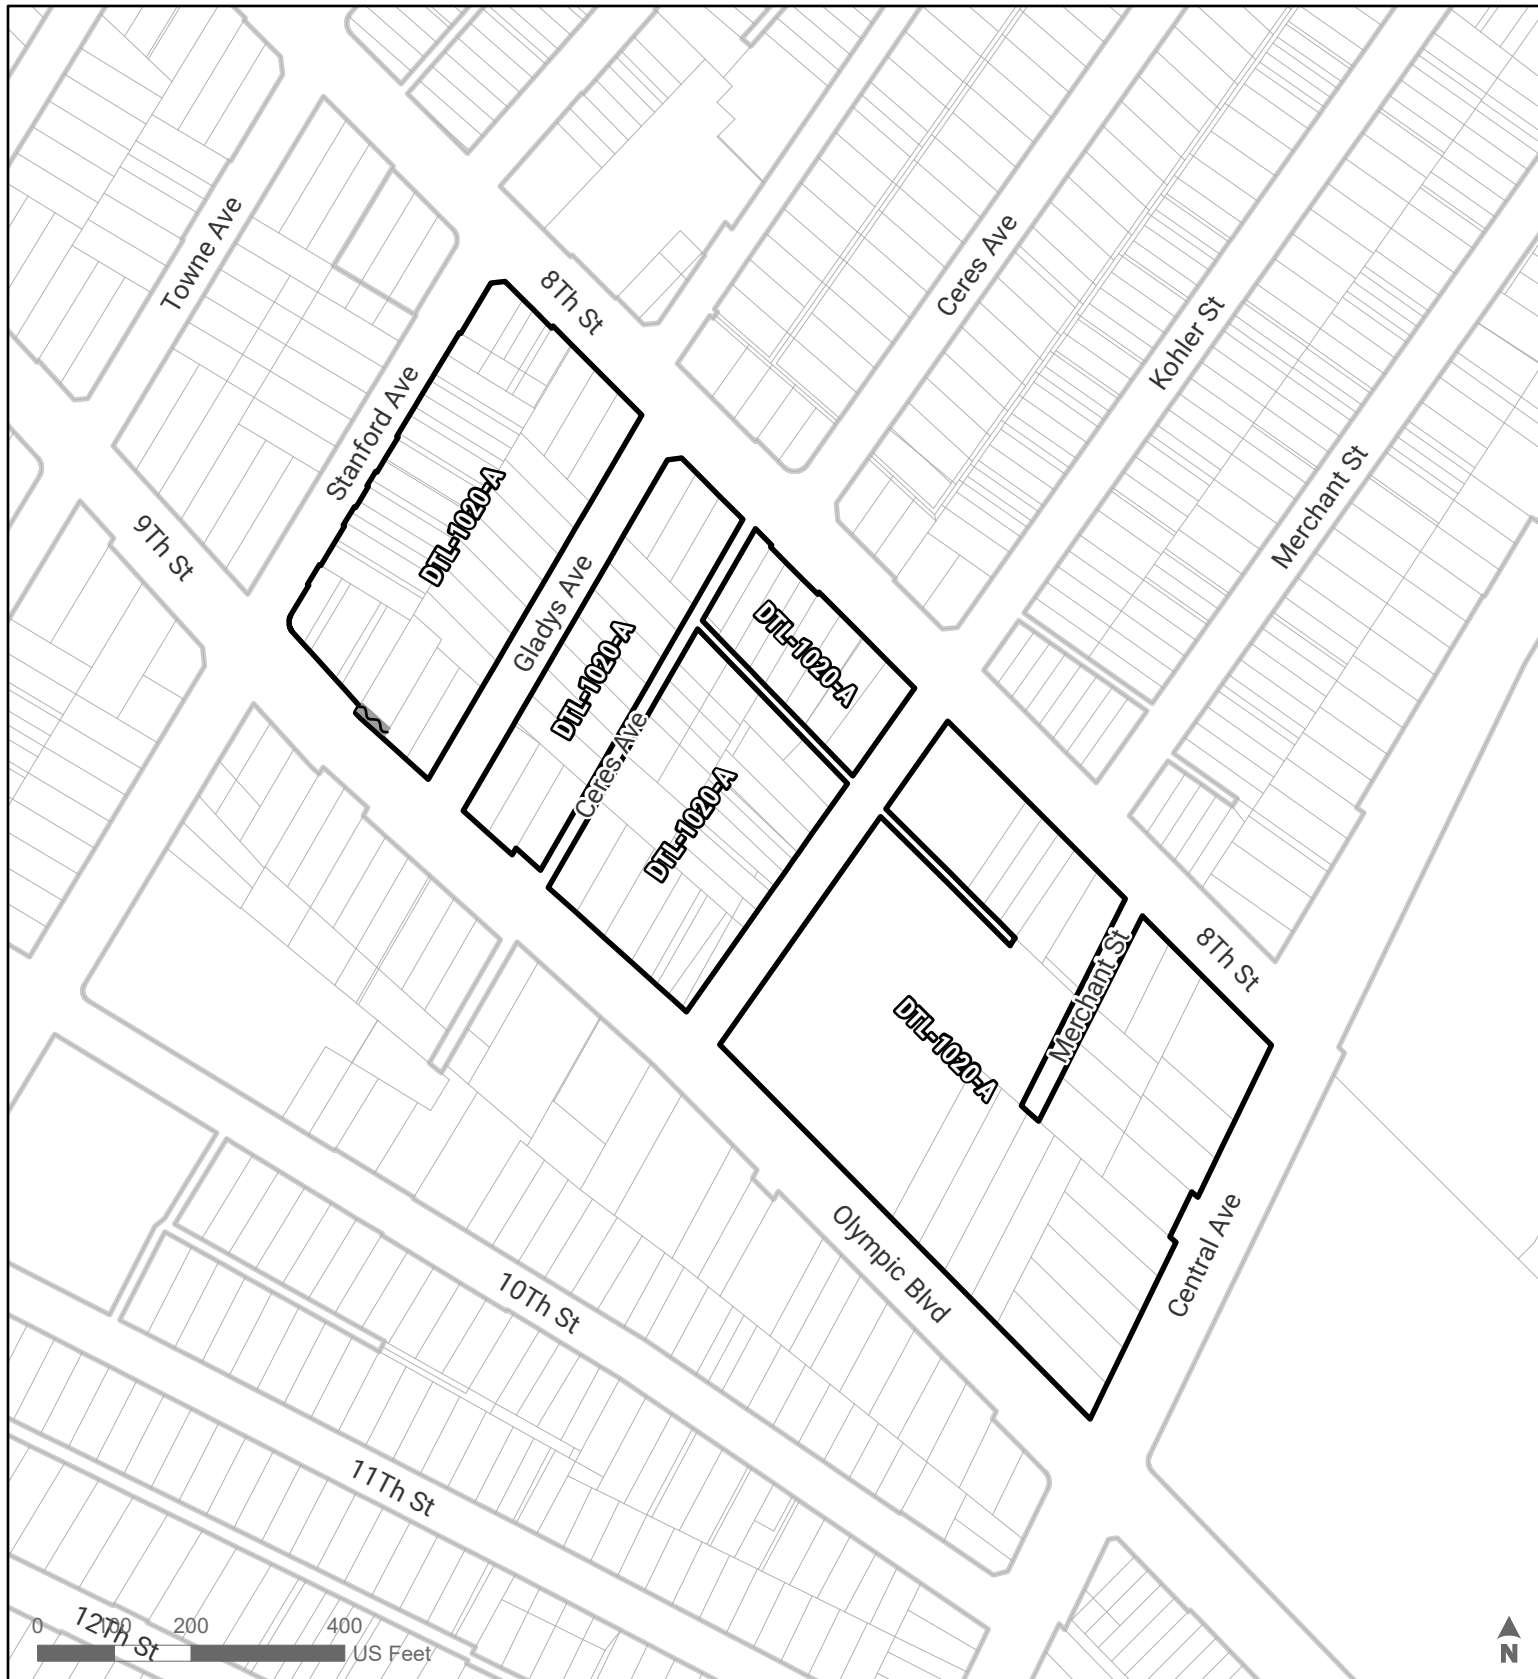 Towne Ave
8Th St
Ceres Ave
Kohler St
Stanford Ave
Merchant St
DTL-1020-A
9Th St
Gladys Ave
DTL-1020-A
DTL-1020-A
Ceres Ave
DTL-1020-A
8Th St
Merchant St
DTL-1020-A
Olympic Blvd
Central Ave
10Th St
11Th St
12Th St
0 100 200 400
US Feet
N